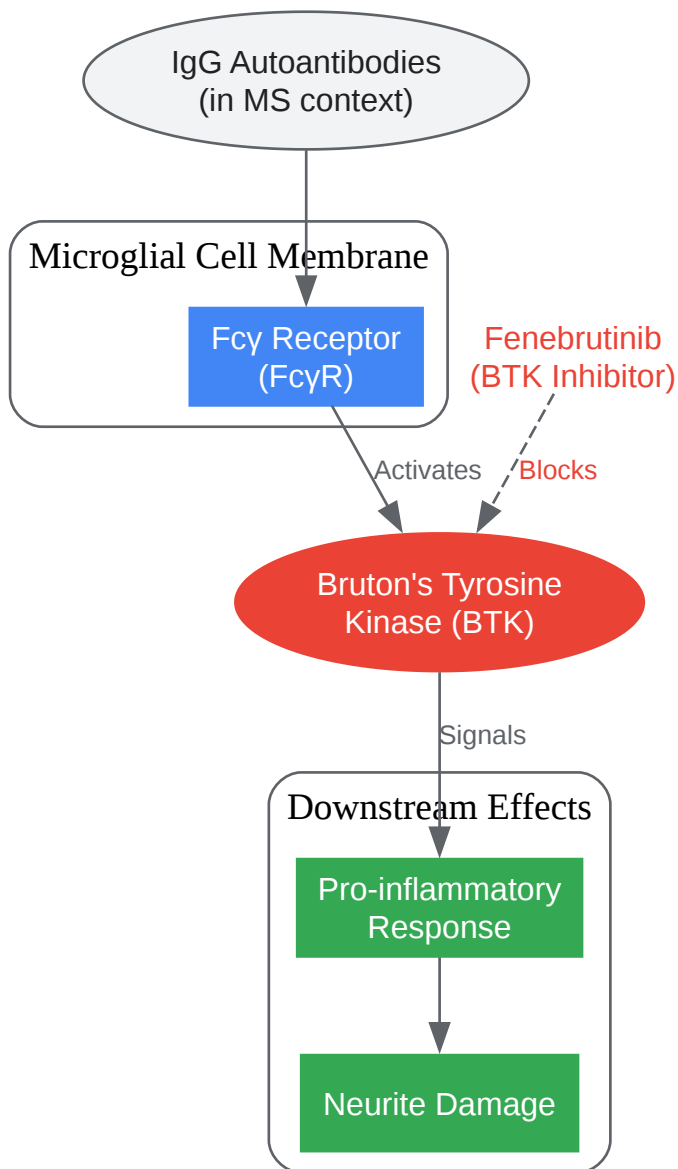 IgG Autoantibodies
(in MS context)
Microglial Cell Membrane
Fcγ Receptor
(FcγR)
Fenebrutinib
(BTK Inhibitor)
Activates
Blocks
Bruton's Tyrosine
Kinase (BTK)
Signals
Downstream Effects
Pro-inflammatory
Response
Neurite Damage